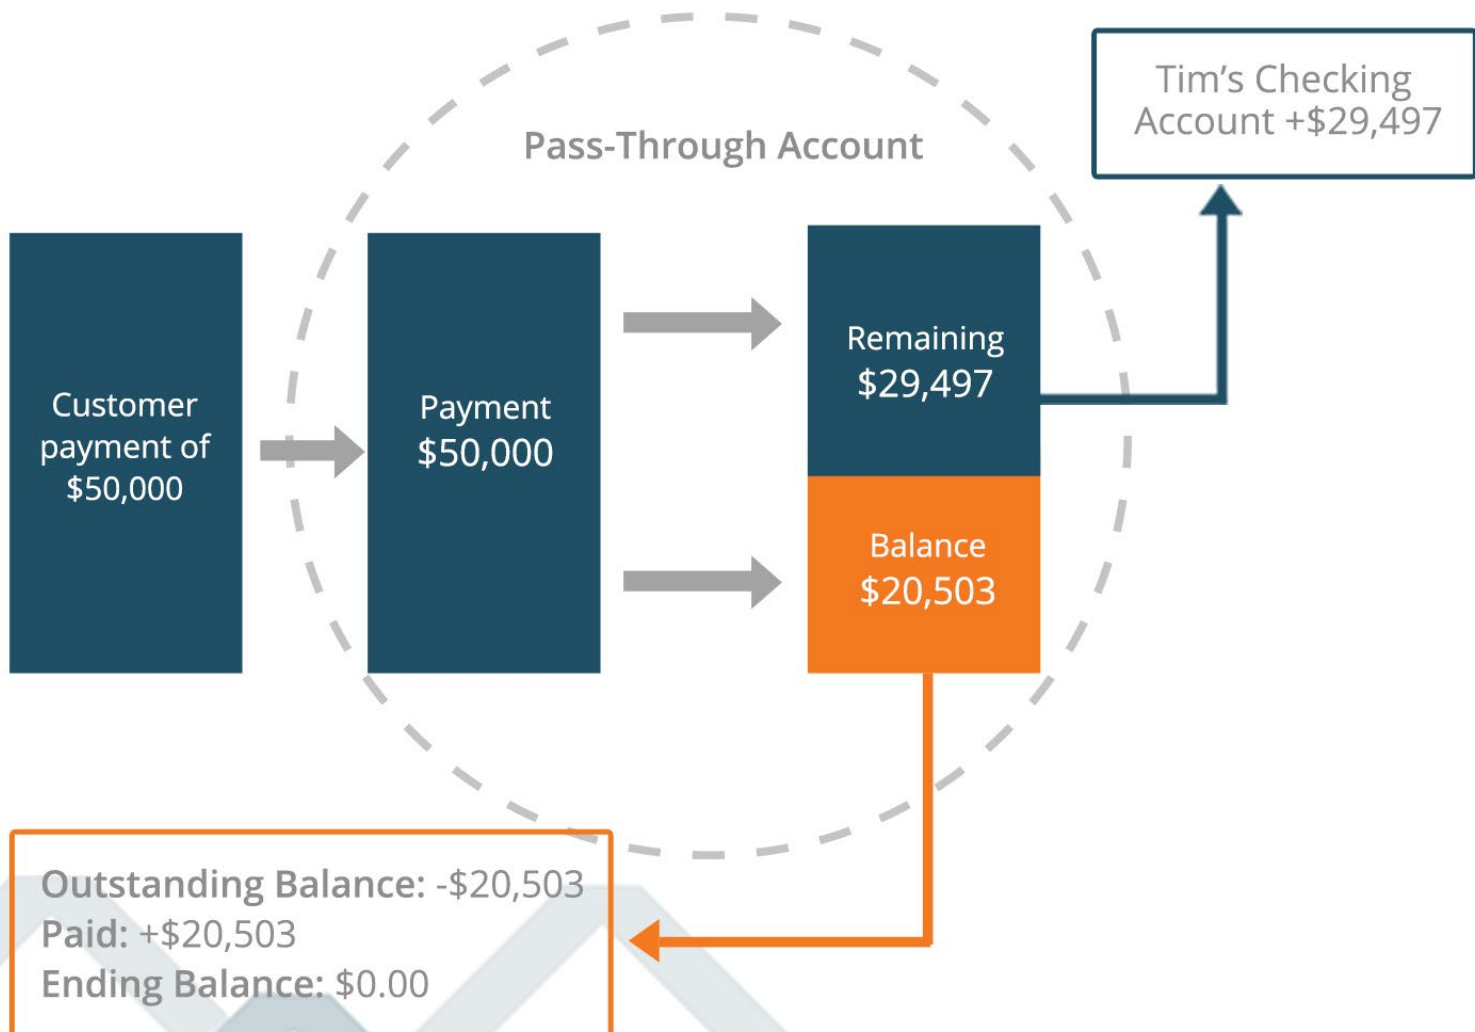 Pass-Through Account
Tim's Checking
Account +$29,497
Customer
payment of
$50,000
Payment
$50,000
Remaining
$29,497
Balance
$20,503
Outstanding Balance: -$20,503
Paid: +$20,503
Ending Balance: $0.00